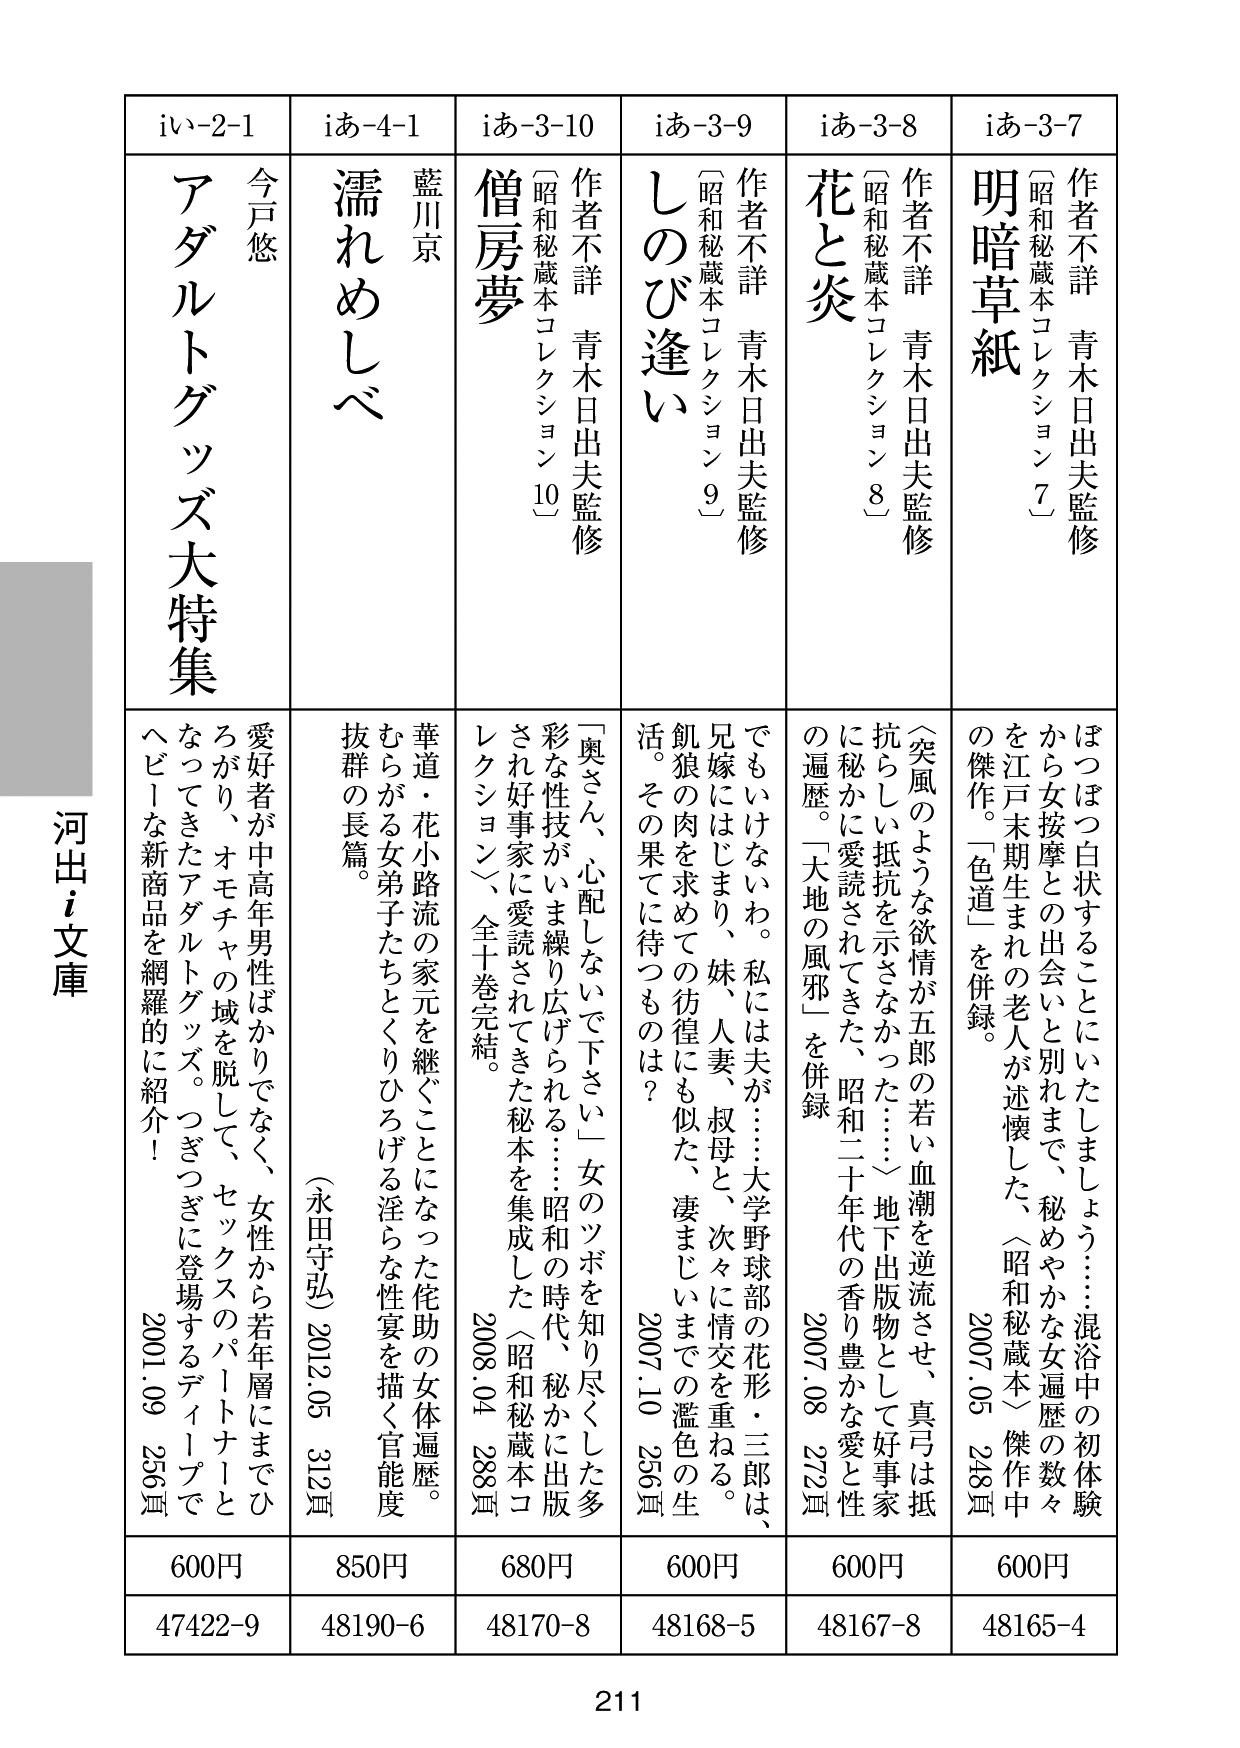 iあ-3-7
作者不詳　青木日出夫監修
〔昭和秘蔵本コレクション 7〕
明暗草紙
ぽつぽつ白状することにいたしましょう……混浴中の初体験
から女按摩との出会いと別れまで、秘めやかな女遍歴の数々
を江戸末期生まれの老人が述懐した、〈昭和秘蔵本〉傑作中
の傑作。「色道」を併録。
2007.05　248頁
600円
48165-4
iあ-3-8
作者不詳　青木日出夫監修
〔昭和秘蔵本コレクション 8〕
花と炎
〈突風のような欲情が五郎の若い血潮を逆流させ、真弓は抵
抗らしい抵抗を示さなかった……〉地下出版物として好事家
に秘かに愛読されてきた、昭和二十年代の香り豊かな愛と性
の遍歴。「大地の風邪」を併録
2007.08　272頁
600円
48167-8
iあ-3-9
作者不詳　青木日出夫監修
〔昭和秘蔵本コレクション 9〕
しのび逢い
でもいけないわ。私には夫が……大学野球部の花形・三郎は、
兄嫁にはじまり、妹、人妻、叔母と、次々に情交を重ねる。
飢狼の肉を求めての彷徨にも似た、凄まじいまでの濫色の生
活。その果てに待つものは？
2007.10　256頁
600円
48168-5
iあ-3-10
作者不詳　青木日出夫監修
〔昭和秘蔵本コレクション 10〕
僧房夢
「奥さん、心配しないで下さい」女のツボを知り尽くした多
彩な性技がいま繰り広げられる……昭和の時代、秘かに出版
され好事家に愛読されてきた秘本を集成した〈昭和秘蔵本コ
レクション〉、全十巻完結。
2008.04　288頁
680円
48170-8
iあ-4-1
藍川京
濡れめしべ
華道・花小路流の家元を継ぐことになった侘助の女体遍歴。
むらがる女弟子たちとくりひろげる淫らな性宴を描く官能度
抜群の長篇。
（永田守弘）2012.05　312頁
850円
48190-6
iい-2-1
今戸悠
アダルトグッズ大特集
愛好者が中高年男性ばかりでなく、女性から若年層にまでひ
ろがり、オモチャの域を脱して、セックスのパートナーと
なってきたアダルトグッズ。つぎつぎに登場するディープで
ヘビーな新商品を網羅的に紹介！
2001.09　256頁
600円
47422-9
河出i文庫
211